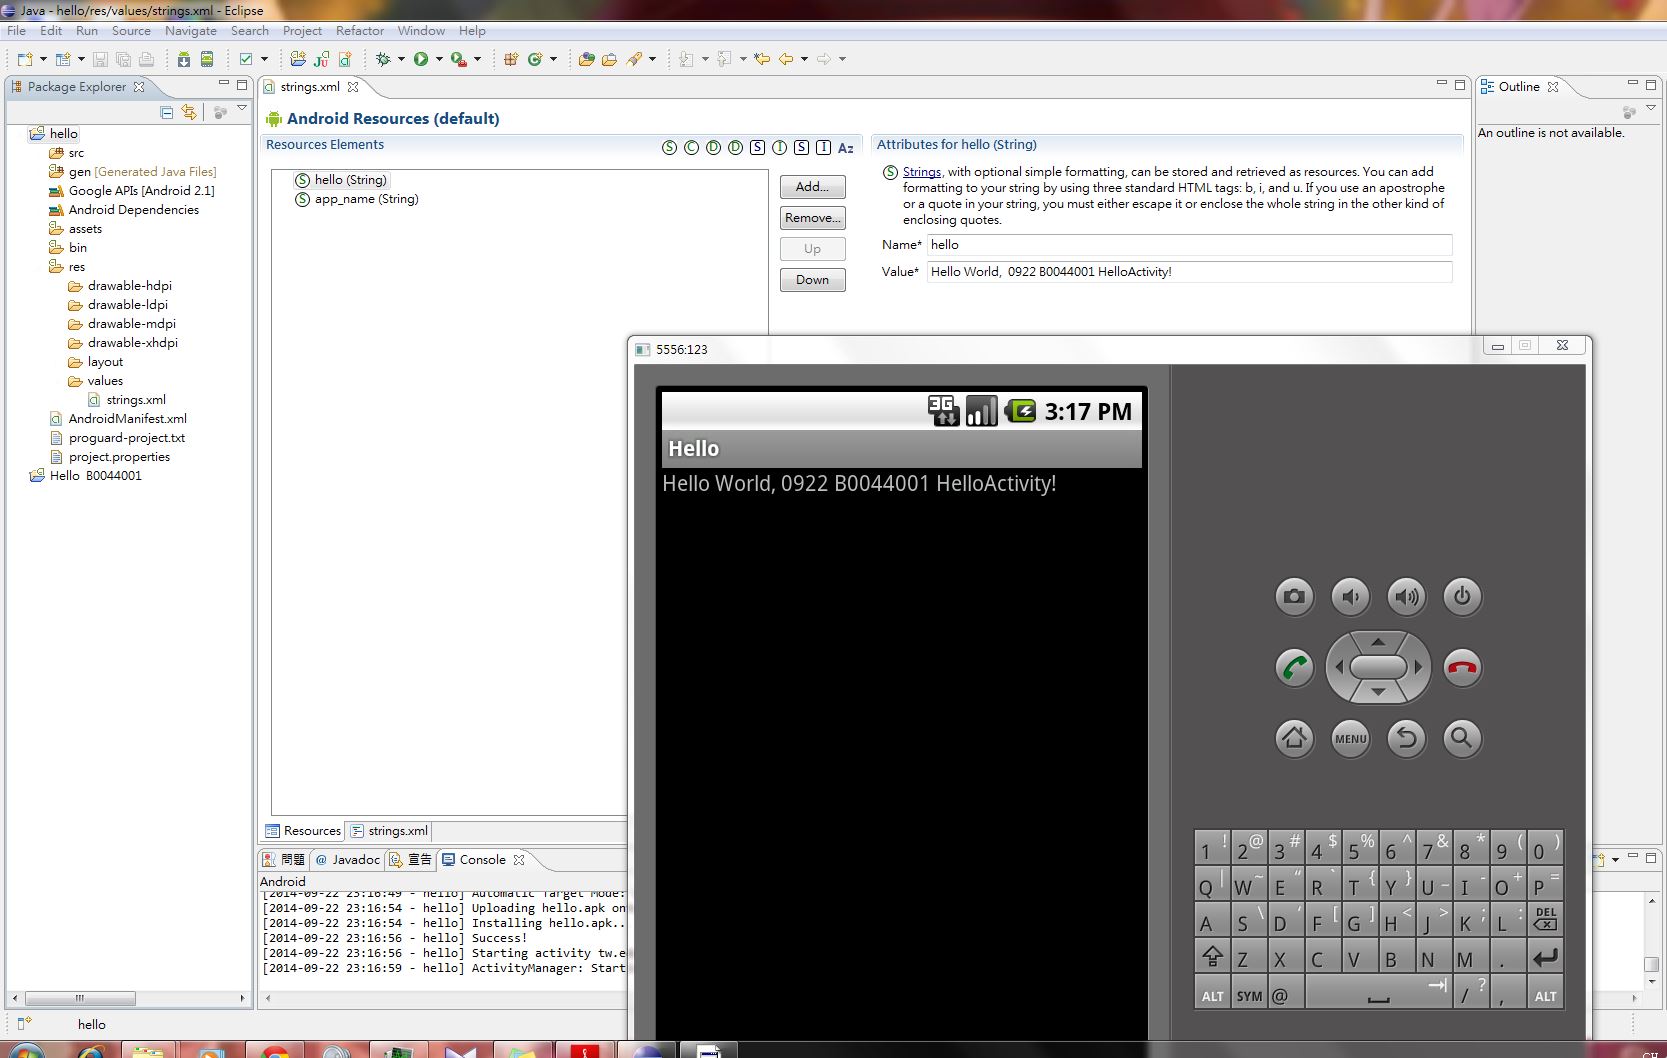 Java - hello/res/values/strings.xml - Eclipse
File Edit Run Source Navigate Search Project Refactor Window Help
Package Explorer
hello
src
gen [Generated Java Files]
Google APIs [Android 2.1]
Android Dependencies
assets
bin
res
drawable-hdpi
drawable-ldpi
drawable-mdpi
drawable-xhdpi
layout
values
strings.xml
AndroidManifest.xml
proguard-project.txt
project.properties
Hello B0044001
strings.xml
Android Resources (default)
Resources Elements
S C D D S I S I Az
hello (String)
app_name (String)
Add...
Remove...
Up
Down
Attributes for hello (String)
Strings, with optional simple formatting, can be stored and retrieved as resources. You can add
formatting to your string by using three standard HTML tags: b, i, and u. If you use an apostrophe
or a quote in your string, you must either escape it or enclose the whole string in the other kind of
enclosing quotes.
Name* hello
Value* Hello World, 0922 B0044001 HelloActivity!
Outline
An outline is not available.
Resources strings.xml
問題 @ Javadoc 宣告 Console
Android
[2014-09-22 23:16:49 - hello] Automatic Target Mode:
[2014-09-22 23:16:54 - hello] Uploading hello.apk on
[2014-09-22 23:16:54 - hello] Installing hello.apk..
[2014-09-22 23:16:56 - hello] Success!
[2014-09-22 23:16:56 - hello] Starting activity tw.e
[2014-09-22 23:16:59 - hello] ActivityManager: Start
hello
5556:123
3G 3:17 PM
Hello
Hello World, 0922 B0044001 HelloActivity!
MENU
1 ! 2 @ 3 # 4 $ 5 % 6 ^ 7 & 8 * 9 ( 0 )
Q | W ~ E " R ` T { Y } U _ I - O + P =
A S \ D ' F [ G ] H < J > K ; L : DEL
Z X C V B N M .
ALT SYM @ / ? , ALT
CH